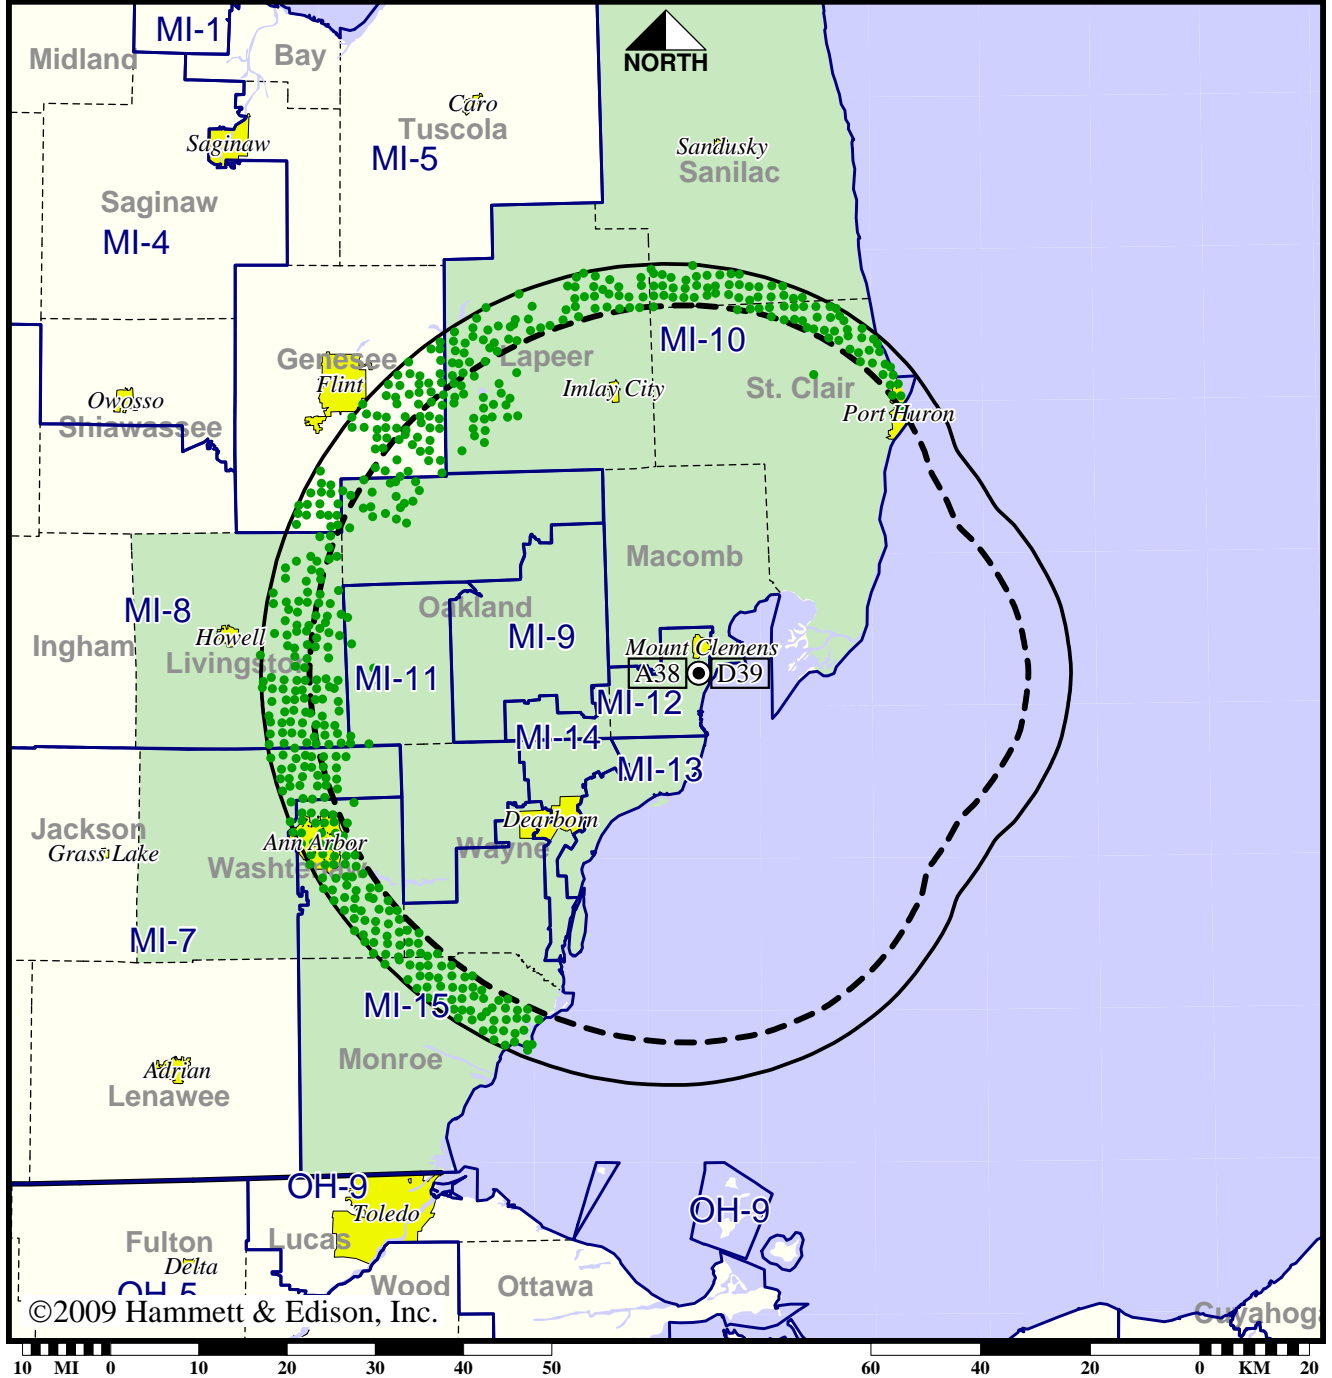 MI-1
Midland
Bay
NORTH
Caro
Tuscola
MI-5
Saginaw
Sandusky
Sanilac
Saginaw
MI-4
MI-10
Genesee
Flint
Lapeer
Imlay City
St. Clair
Port Huron
Owosso
Shiawassee
Macomb
MI-8
Howell
Livingsto
Ingham
Oakland
MI-9
MI-11
Mount Clemens
A38
D39
MI-12
MI-14
MI-13
Jackson
Grass Lake
Ann Arbor
Washtenaw
Dearborn
Wayne
MI-7
MI-15
Monroe
Adrian
Lenawee
OH-9
Toledo
OH-9
Fulton
Lucas
Delta
OH-5
Wood
Ottawa
Cuyahoga
©2009 Hammett & Edison, Inc.
10 MI 0 10 20 30 40 50
60 40 20 0 KM 20